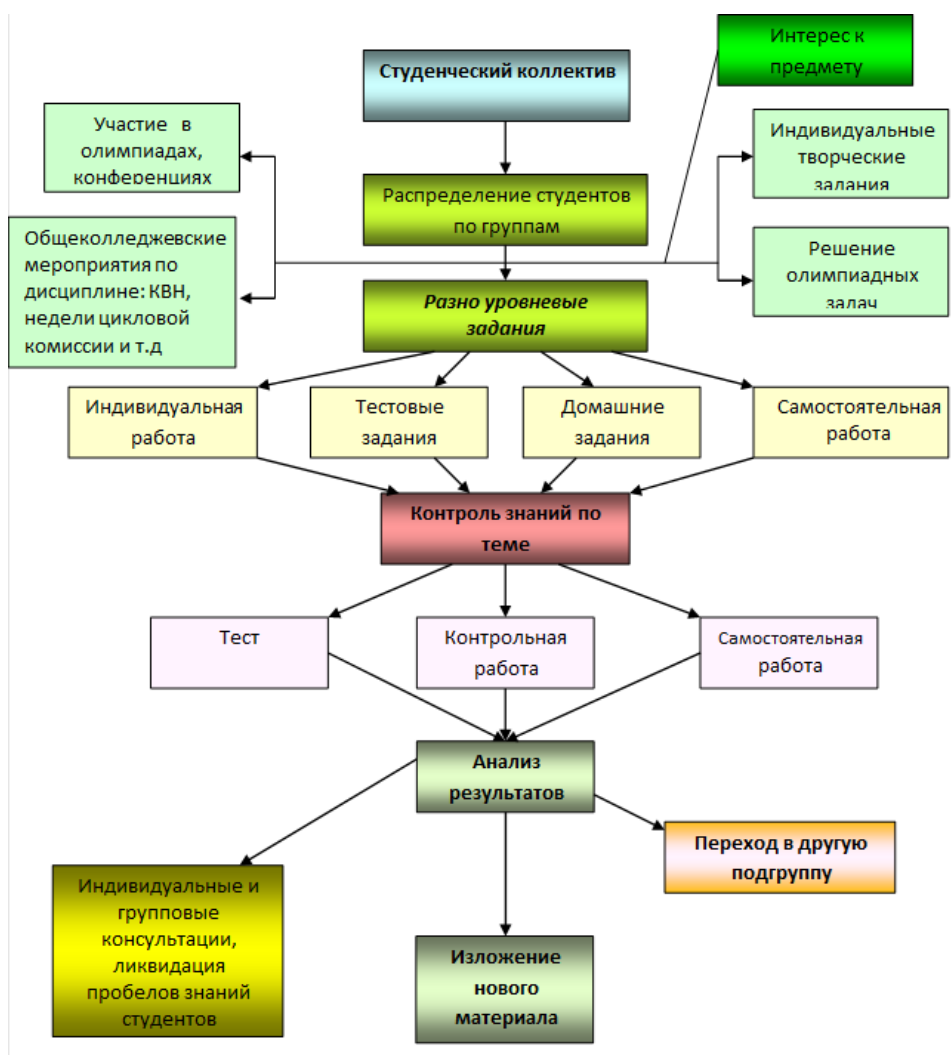 Интерес к
предмету
Студенческий коллектив
Участие в
олимпиадах,
конференциях
Индивидуальные
творческие
задания
Распределение студентов
по группам
Общеколледжевские
мероприятия по
дисциплине: КВН,
недели цикловой
комиссии и т.д
Решение
олимпиадных
задач
Разно уровневые
задания
Индивидуальная
работа
Тестовые
задания
Домашние
задания
Самостоятельная
работа
Контроль знаний по
теме
Тест
Контрольная
работа
Самостоятельная
работа
Анализ
результатов
Переход в другую
подгруппу
Индивидуальные и
групповые
консультации,
ликвидация
пробелов знаний
студентов
Изложение
нового
материала